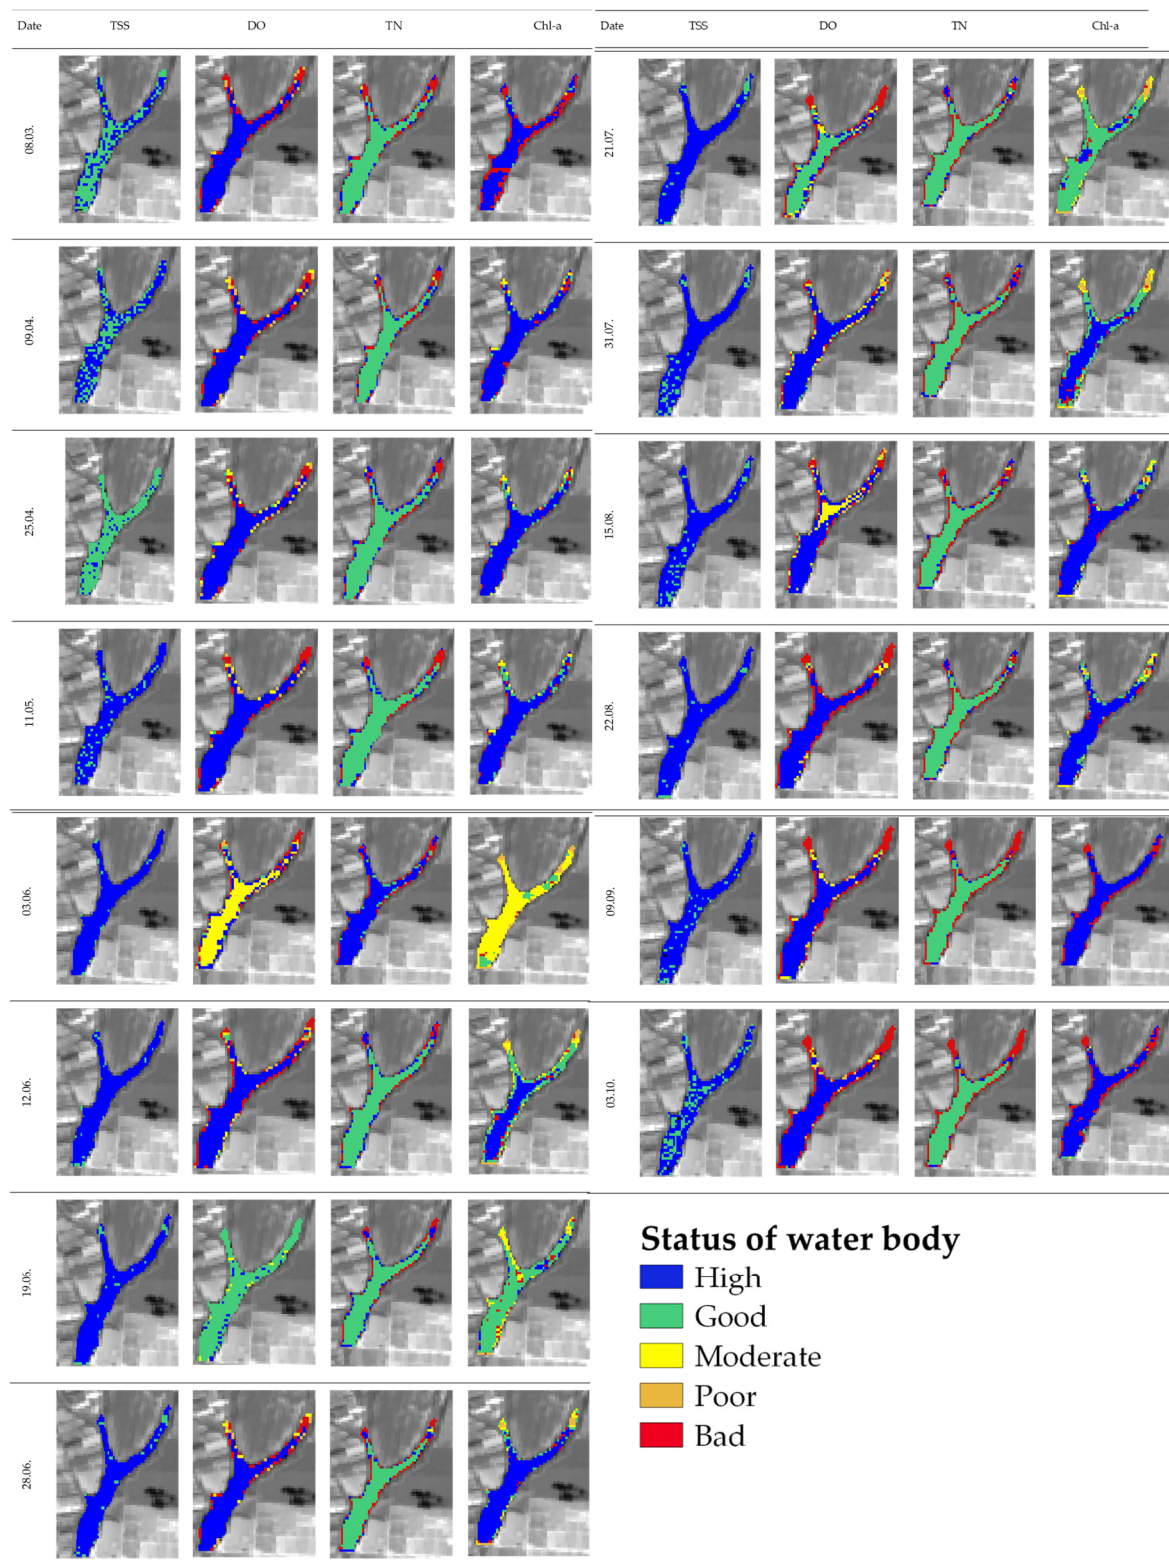 Date TSS DO TN Chl-a Date TSS DO TN Chl-a
08.03.
21.07.
09.04.
31.07.
25.04.
15.08.
11.05.
22.08.
03.06.
09.09.
12.06.
03.10.
19.06.
28.06.
Status of water body
High
Good
Moderate
Poor
Bad